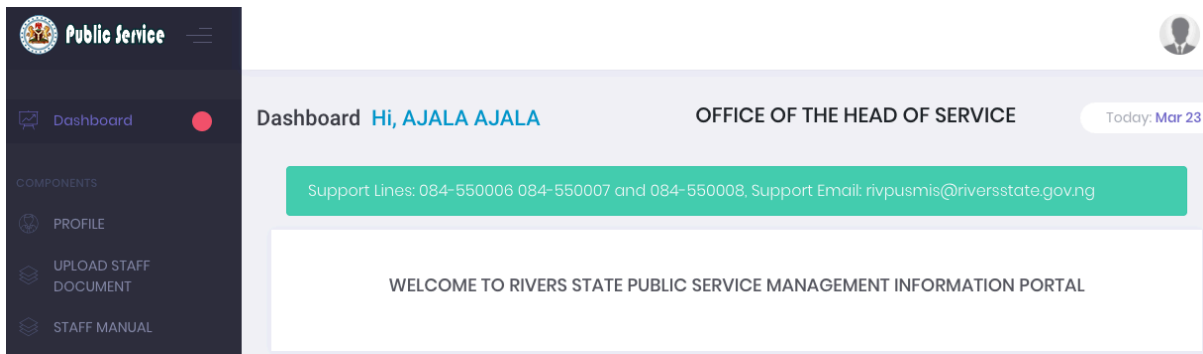 Public Service
Dashboard
COMPONENTS
PROFILE
UPLOAD STAFF
DOCUMENT
STAFF MANUAL
Dashboard Hi, AJALA AJALA
OFFICE OF THE HEAD OF SERVICE
Today: Mar 23
Support Lines: 084-550006 084-550007 and 084-550008, Support Email: rivpusmis@riversstate.gov.ng
WELCOME TO RIVERS STATE PUBLIC SERVICE MANAGEMENT INFORMATION PORTAL